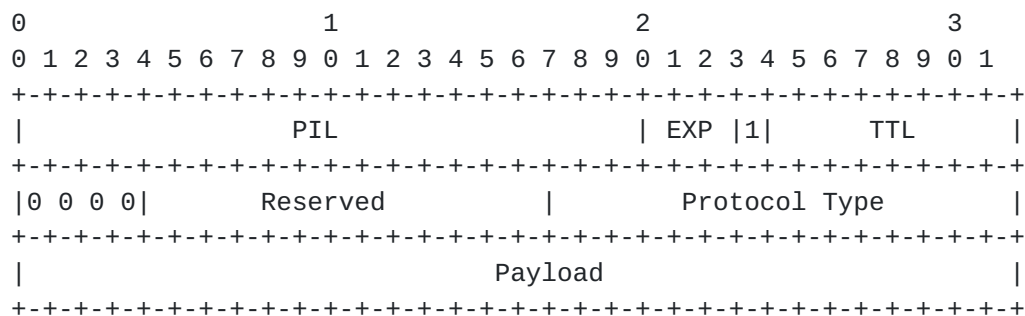 0                   1                   2                   3
0 1 2 3 4 5 6 7 8 9 0 1 2 3 4 5 6 7 8 9 0 1 2 3 4 5 6 7 8 9 0 1
+-+-+-+-+-+-+-+-+-+-+-+-+-+-+-+-+-+-+-+-+-+-+-+-+-+-+-+-+-+-+-+-+
|                 PIL                   | EXP |1|      TTL      |
+-+-+-+-+-+-+-+-+-+-+-+-+-+-+-+-+-+-+-+-+-+-+-+-+-+-+-+-+-+-+-+-+
|0 0 0 0|       Reserved          |        Protocol Type        |
+-+-+-+-+-+-+-+-+-+-+-+-+-+-+-+-+-+-+-+-+-+-+-+-+-+-+-+-+-+-+-+-+
|                              Payload                          |
+-+-+-+-+-+-+-+-+-+-+-+-+-+-+-+-+-+-+-+-+-+-+-+-+-+-+-+-+-+-+-+-+